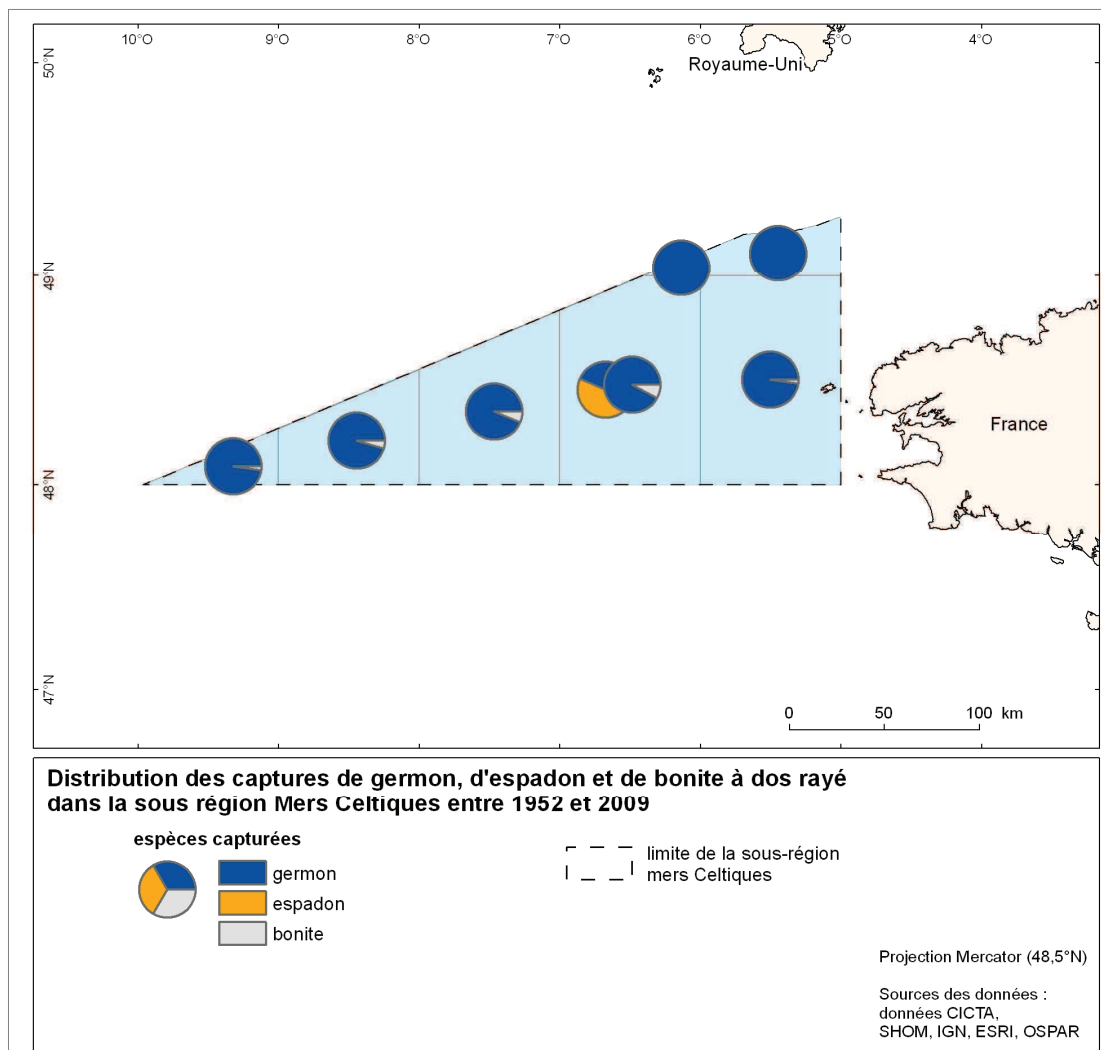 10°O 9°O 8°O 7°O 6°O 5°O 4°O
50°N
Royaume-Uni
49°N
France
48°N
47°N
0 50 100 km
Distribution des captures de germon, d'espadon et de bonite à dos rayé
dans la sous région Mers Celtiques entre 1952 et 2009
espèces capturées
germon
espadon
bonite
limite de la sous-région
mers Celtiques
Projection Mercator (48,5°N)
Sources des données :
données CICTA,
SHOM, IGN, ESRI, OSPAR